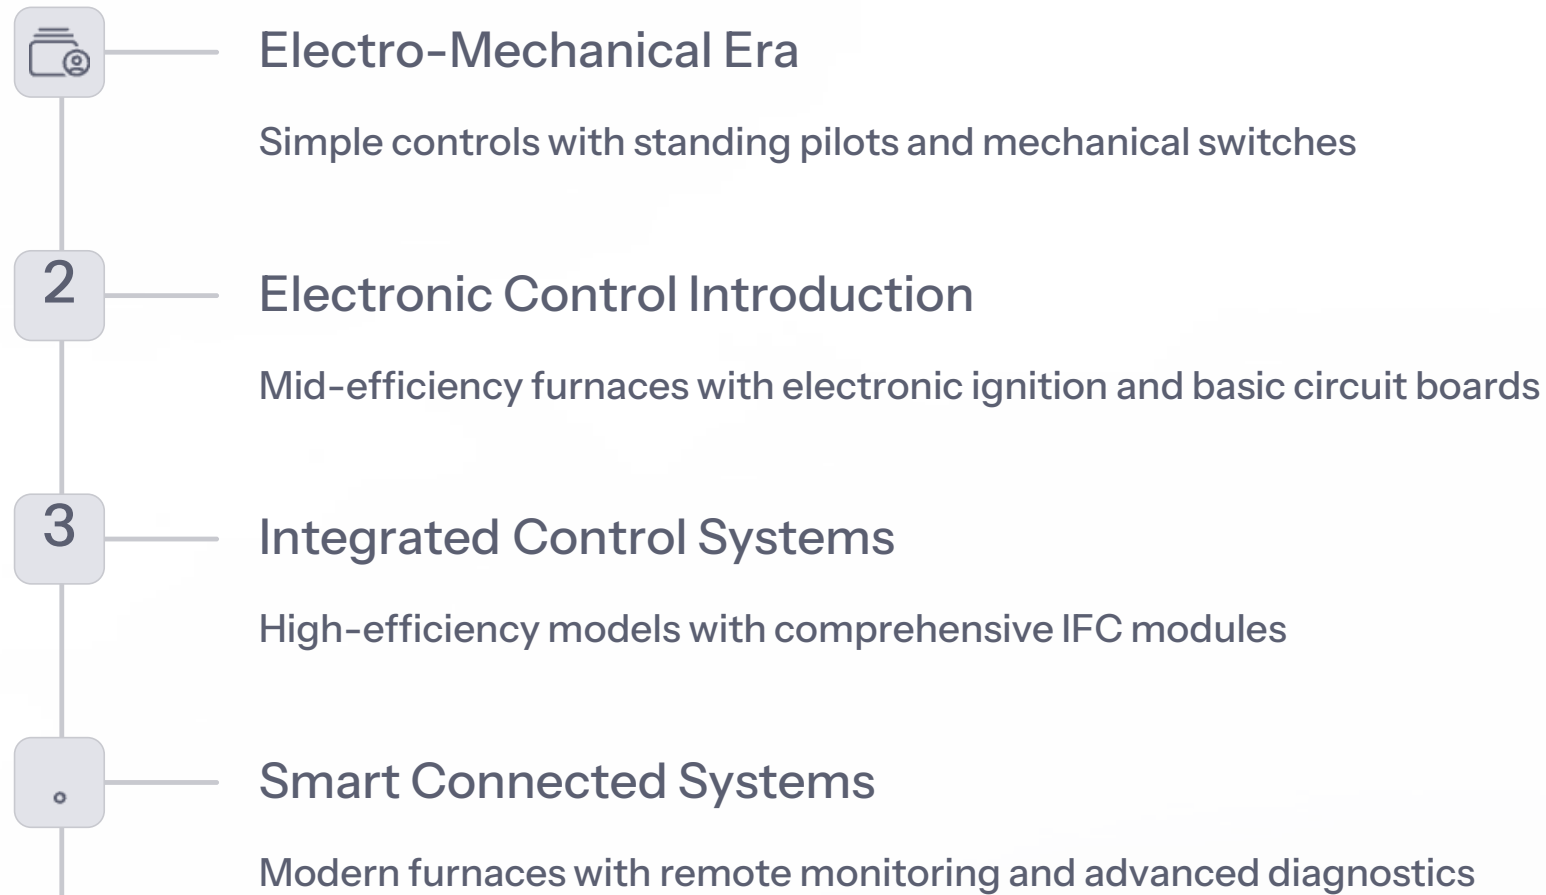 Electro-Mechanical Era
Simple controls with standing pilots and mechanical switches
2
Electronic Control Introduction
Mid-efficiency furnaces with electronic ignition and basic circuit boards
3
Integrated Control Systems
High-efficiency models with comprehensive IFC modules
Smart Connected Systems
Modern furnaces with remote monitoring and advanced diagnostics